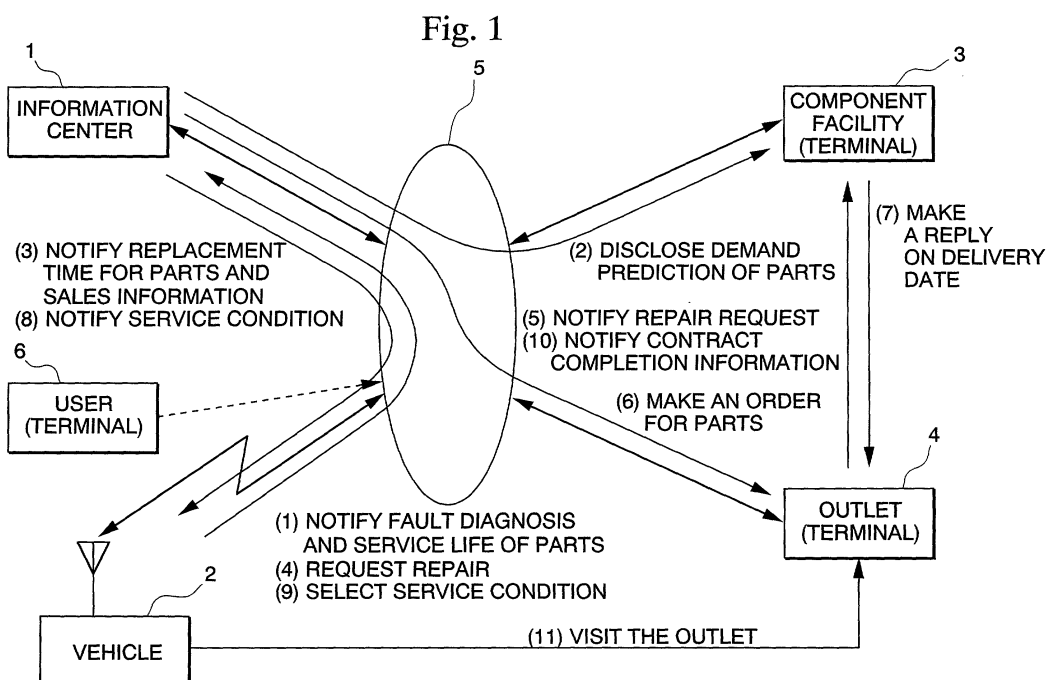 Fig. 1
1
INFORMATION
CENTER
5
3
COMPONENT
FACILITY
(TERMINAL)
(7) MAKE
A REPLY
ON DELIVERY
DATE
(2) DISCLOSE DEMAND
PREDICTION OF PARTS
(3) NOTIFY REPLACEMENT
TIME FOR PARTS AND
SALES INFORMATION
(8) NOTIFY SERVICE CONDITION
(5) NOTIFY REPAIR REQUEST
(10) NOTIFY CONTRACT
COMPLETION INFORMATION
6
USER
(TERMINAL)
(6) MAKE AN ORDER
FOR PARTS
4
OUTLET
(TERMINAL)
(1) NOTIFY FAULT DIAGNOSIS
AND SERVICE LIFE OF PARTS
(4) REQUEST REPAIR
(9) SELECT SERVICE CONDITION
2
VEHICLE
(11) VISIT THE OUTLET